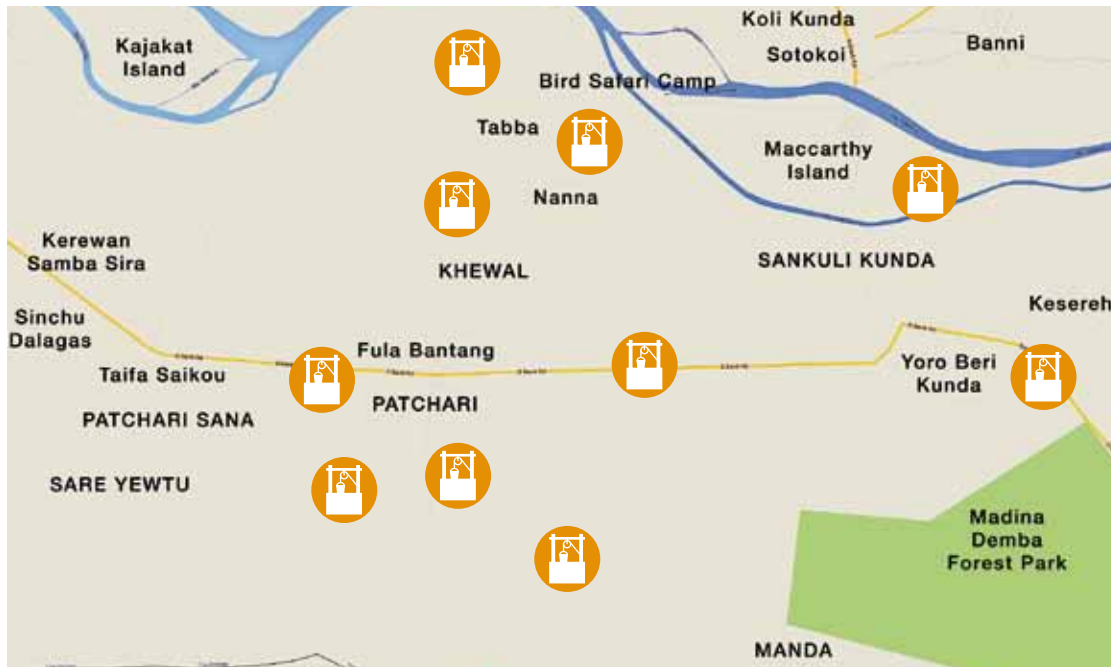 Koli Kunda
Kajakat
Island
Sotokoi
Banni
Bird Safari Camp
Tabba
Maccarthy
Island
Nanna
Kerewan
Samba Sira
KHEWAL
SANKULI KUNDA
Kesereh
Sinchu
Dalagas
Fula Bantang
Taifa Saikou
Yoro Beri
Kunda
PATCHARI
PATCHARI SANA
SARE YEWTU
Madina
Demba
Forest Park
MANDA